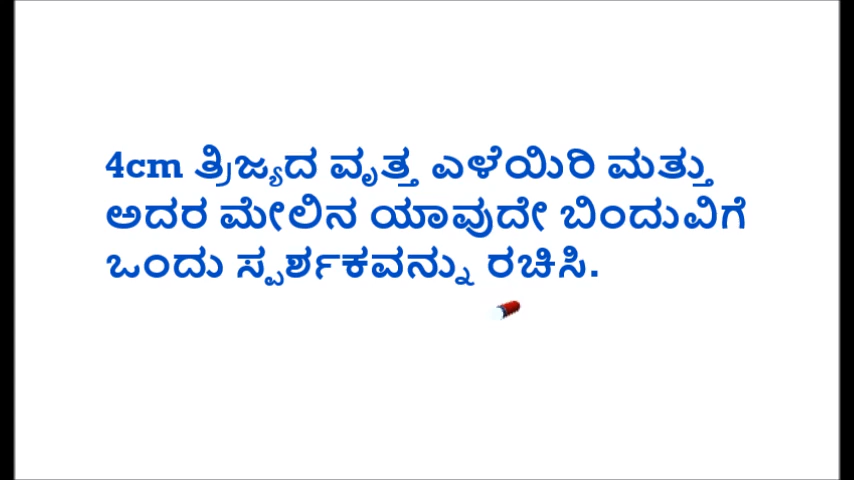 4cm ತ್ರಿಜ್ಯದ ವೃತ್ತ ಎಳೆಯಿರಿ ಮತ್ತು
ಅದರ ಮೇಲಿನ ಯಾವುದೇ ಬಿಂದುವಿಗೆ
ಒಂದು ಸ್ಪರ್ಶಕವನ್ನು ರಚಿಸಿ.